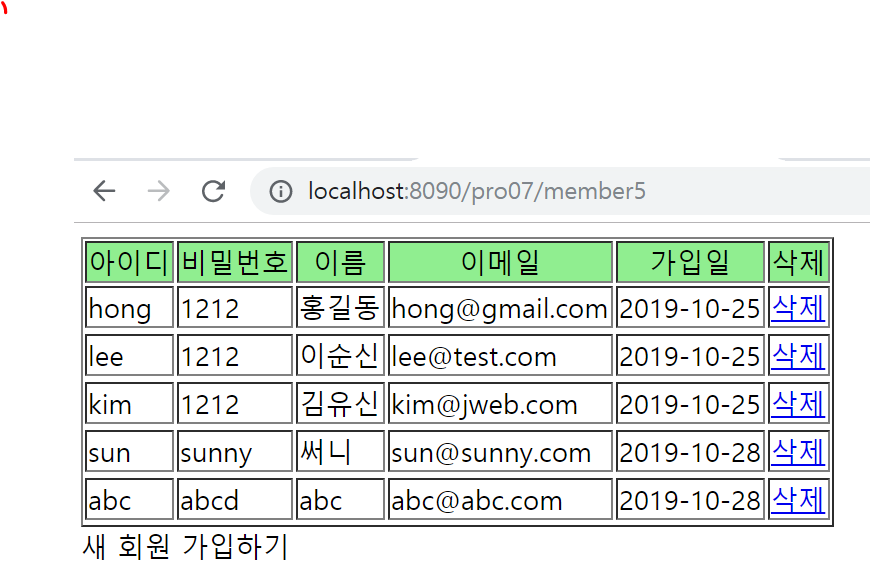 localhost:8090/pro07/member5
아이디 비밀번호 이름 이메일 가입일 삭제
hong 1212 홍길동 hong@gmail.com 2019-10-25 삭제
lee 1212 이순신 lee@test.com 2019-10-25 삭제
kim 1212 김유신 kim@jweb.com 2019-10-25 삭제
sun sunny 써니 sun@sunny.com 2019-10-28 삭제
abc abcd abc abc@abc.com 2019-10-28 삭제
새 회원 가입하기